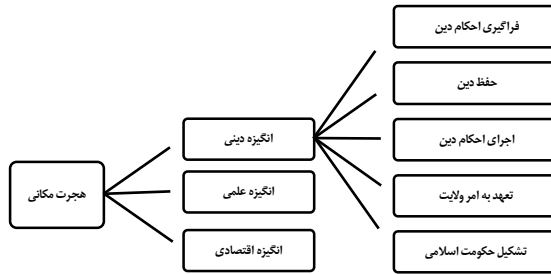 هجرت مکانی
انگیزه دینی
انگیزه علمی
انگیزه اقتصادی
فراگیری احکام دین
حفظ دین
اجرای احکام دین
تعهد به امر ولایت
تشکیل حکومت اسلامی